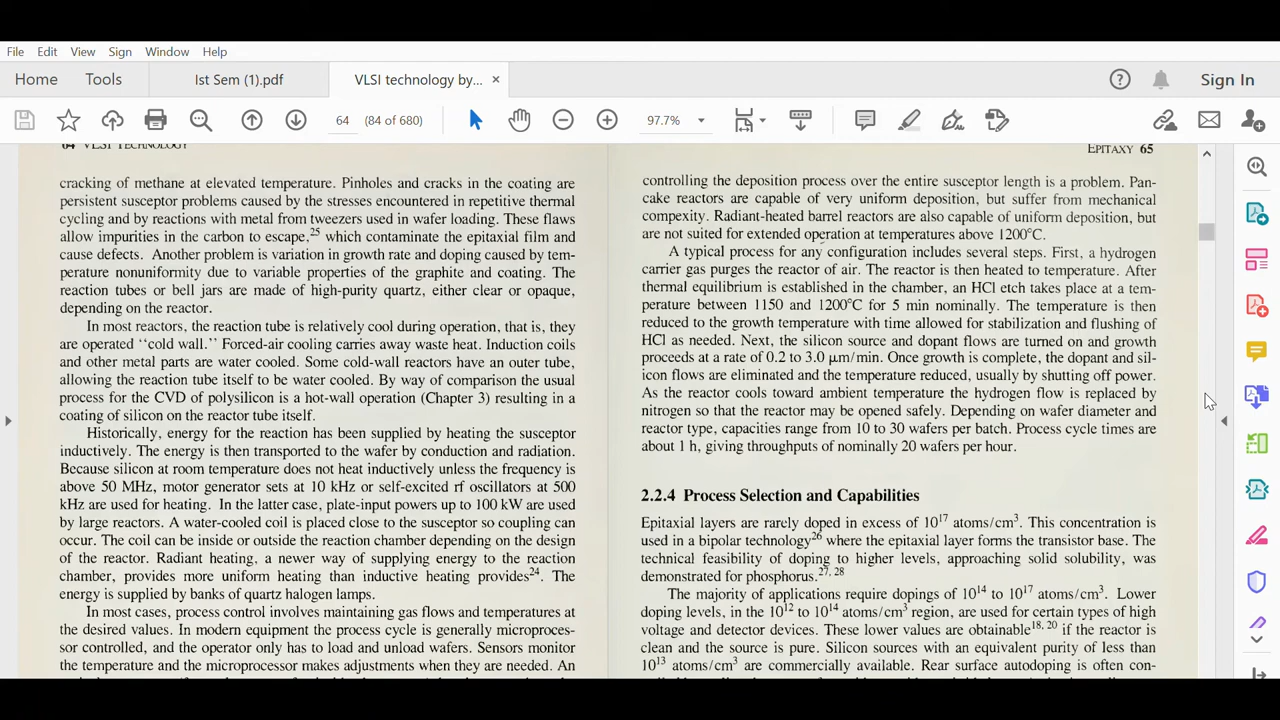 File Edit View Sign Window Help
Home Tools Ist Sem (1).pdf VLSI technology by... × Sign In
64 (84 of 680) 97.7%
64 VLSI TECHNOLOGY
cracking of methane at elevated temperature. Pinholes and cracks in the coating are
persistent susceptor problems caused by the stresses encountered in repetitive thermal
cycling and by reactions with metal from tweezers used in wafer loading. These flaws
allow impurities in the carbon to escape.25 which contaminate the epitaxial film and
cause defects. Another problem is variation in growth rate and doping caused by tem-
perature nonuniformity due to variable properties of the graphite and coating. The
reaction tubes or bell jars are made of high-purity quartz, either clear or opaque,
depending on the reactor.
In most reactors, the reaction tube is relatively cool during operation, that is, they
are operated ‘‘cold wall.’’ Forced-air cooling carries away waste heat. Induction coils
and other metal parts are water cooled. Some cold-wall reactors have an outer tube,
allowing the reaction tube itself to be water cooled. By way of comparison the usual
process for the CVD of polysilicon is a hot-wall operation (Chapter 3) resulting in a
coating of silicon on the reactor tube itself.
Historically, energy for the reaction has been supplied by heating the susceptor
inductively. The energy is then transported to the wafer by conduction and radiation.
Because silicon at room temperature does not heat inductively unless the frequency is
above 50 MHz, motor generator sets at 10 kHz or self-excited rf oscillators at 500
kHz are used for heating. In the latter case, plate-input powers up to 100 kW are used
by large reactors. A water-cooled coil is placed close to the susceptor so coupling can
occur. The coil can be inside or outside the reaction chamber depending on the design
of the reactor. Radiant heating, a newer way of supplying energy to the reaction
chamber, provides more uniform heating than inductive heating provides24. The
energy is supplied by banks of quartz halogen lamps.
In most cases, process control involves maintaining gas flows and temperatures at
the desired values. In modern equipment the process cycle is generally microproces-
sor controlled, and the operator only has to load and unload wafers. Sensors monitor
the temperature and the microprocessor makes adjustments when they are needed. An
EPITAXY 65
controlling the deposition process over the entire susceptor length is a problem. Pan-
cake reactors are capable of very uniform deposition, but suffer from mechanical
compexity. Radiant-heated barrel reactors are also capable of uniform deposition, but
are not suited for extended operation at temperatures above 1200°C.
A typical process for any configuration includes several steps. First, a hydrogen
carrier gas purges the reactor of air. The reactor is then heated to temperature. After
thermal equilibrium is established in the chamber, an HCl etch takes place at a tem-
perature between 1150 and 1200°C for 5 min nominally. The temperature is then
reduced to the growth temperature with time allowed for stabilization and flushing of
HCl as needed. Next, the silicon source and dopant flows are turned on and growth
proceeds at a rate of 0.2 to 3.0 μm/min. Once growth is complete, the dopant and sil-
icon flows are eliminated and the temperature reduced, usually by shutting off power.
As the reactor cools toward ambient temperature the hydrogen flow is replaced by
nitrogen so that the reactor may be opened safely. Depending on wafer diameter and
reactor type, capacities range from 10 to 30 wafers per batch. Process cycle times are
about 1 h, giving throughputs of nominally 20 wafers per hour.
2.2.4 Process Selection and Capabilities
Epitaxial layers are rarely doped in excess of 10¹⁷ atoms/cm³. This concentration is
used in a bipolar technology26 where the epitaxial layer forms the transistor base. The
technical feasibility of doping to higher levels, approaching solid solubility, was
demonstrated for phosphorus.27, 28
The majority of applications require dopings of 10¹⁴ to 10¹⁷ atoms/cm³. Lower
doping levels, in the 10¹² to 10¹⁴ atoms/cm³ region, are used for certain types of high
voltage and detector devices. These lower values are obtainable18, 20 if the reactor is
clean and the source is pure. Silicon sources with an equivalent purity of less than
10¹³ atoms/cm³ are commercially available. Rear surface autodoping is often con-